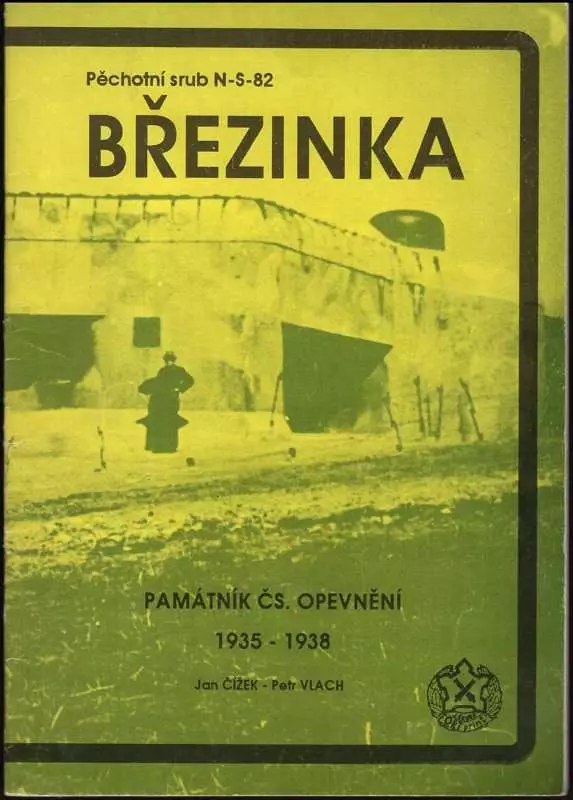 Pěchotní srub N-S-82
BŘEZINKA
PAMÁTNÍK ČS. OPEVNĚNÍ
1935 - 1938
Jan ČÍŽEK - Petr VLACH